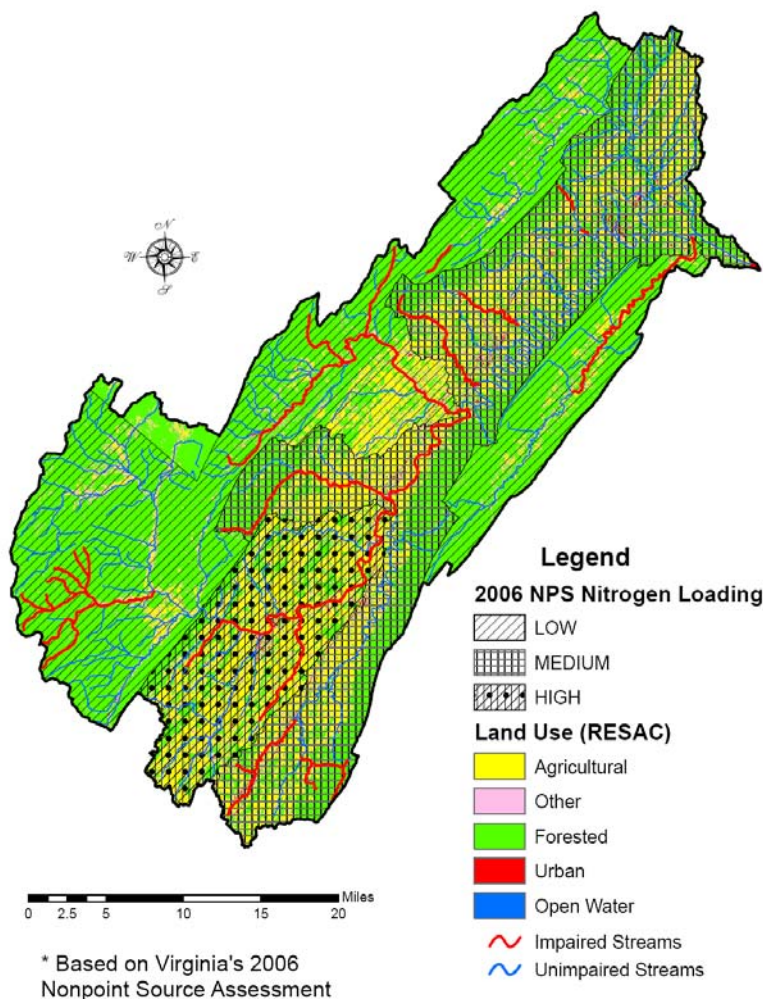 N
W E
S
Legend
2006 NPS Nitrogen Loading
LOW
MEDIUM
HIGH
Land Use (RESAC)
Agricultural
Other
Forested
Urban
Open Water
Impaired Streams
Unimpaired Streams
Miles
0 2.5 5 10 15 20
* Based on Virginia's 2006
Nonpoint Source Assessment